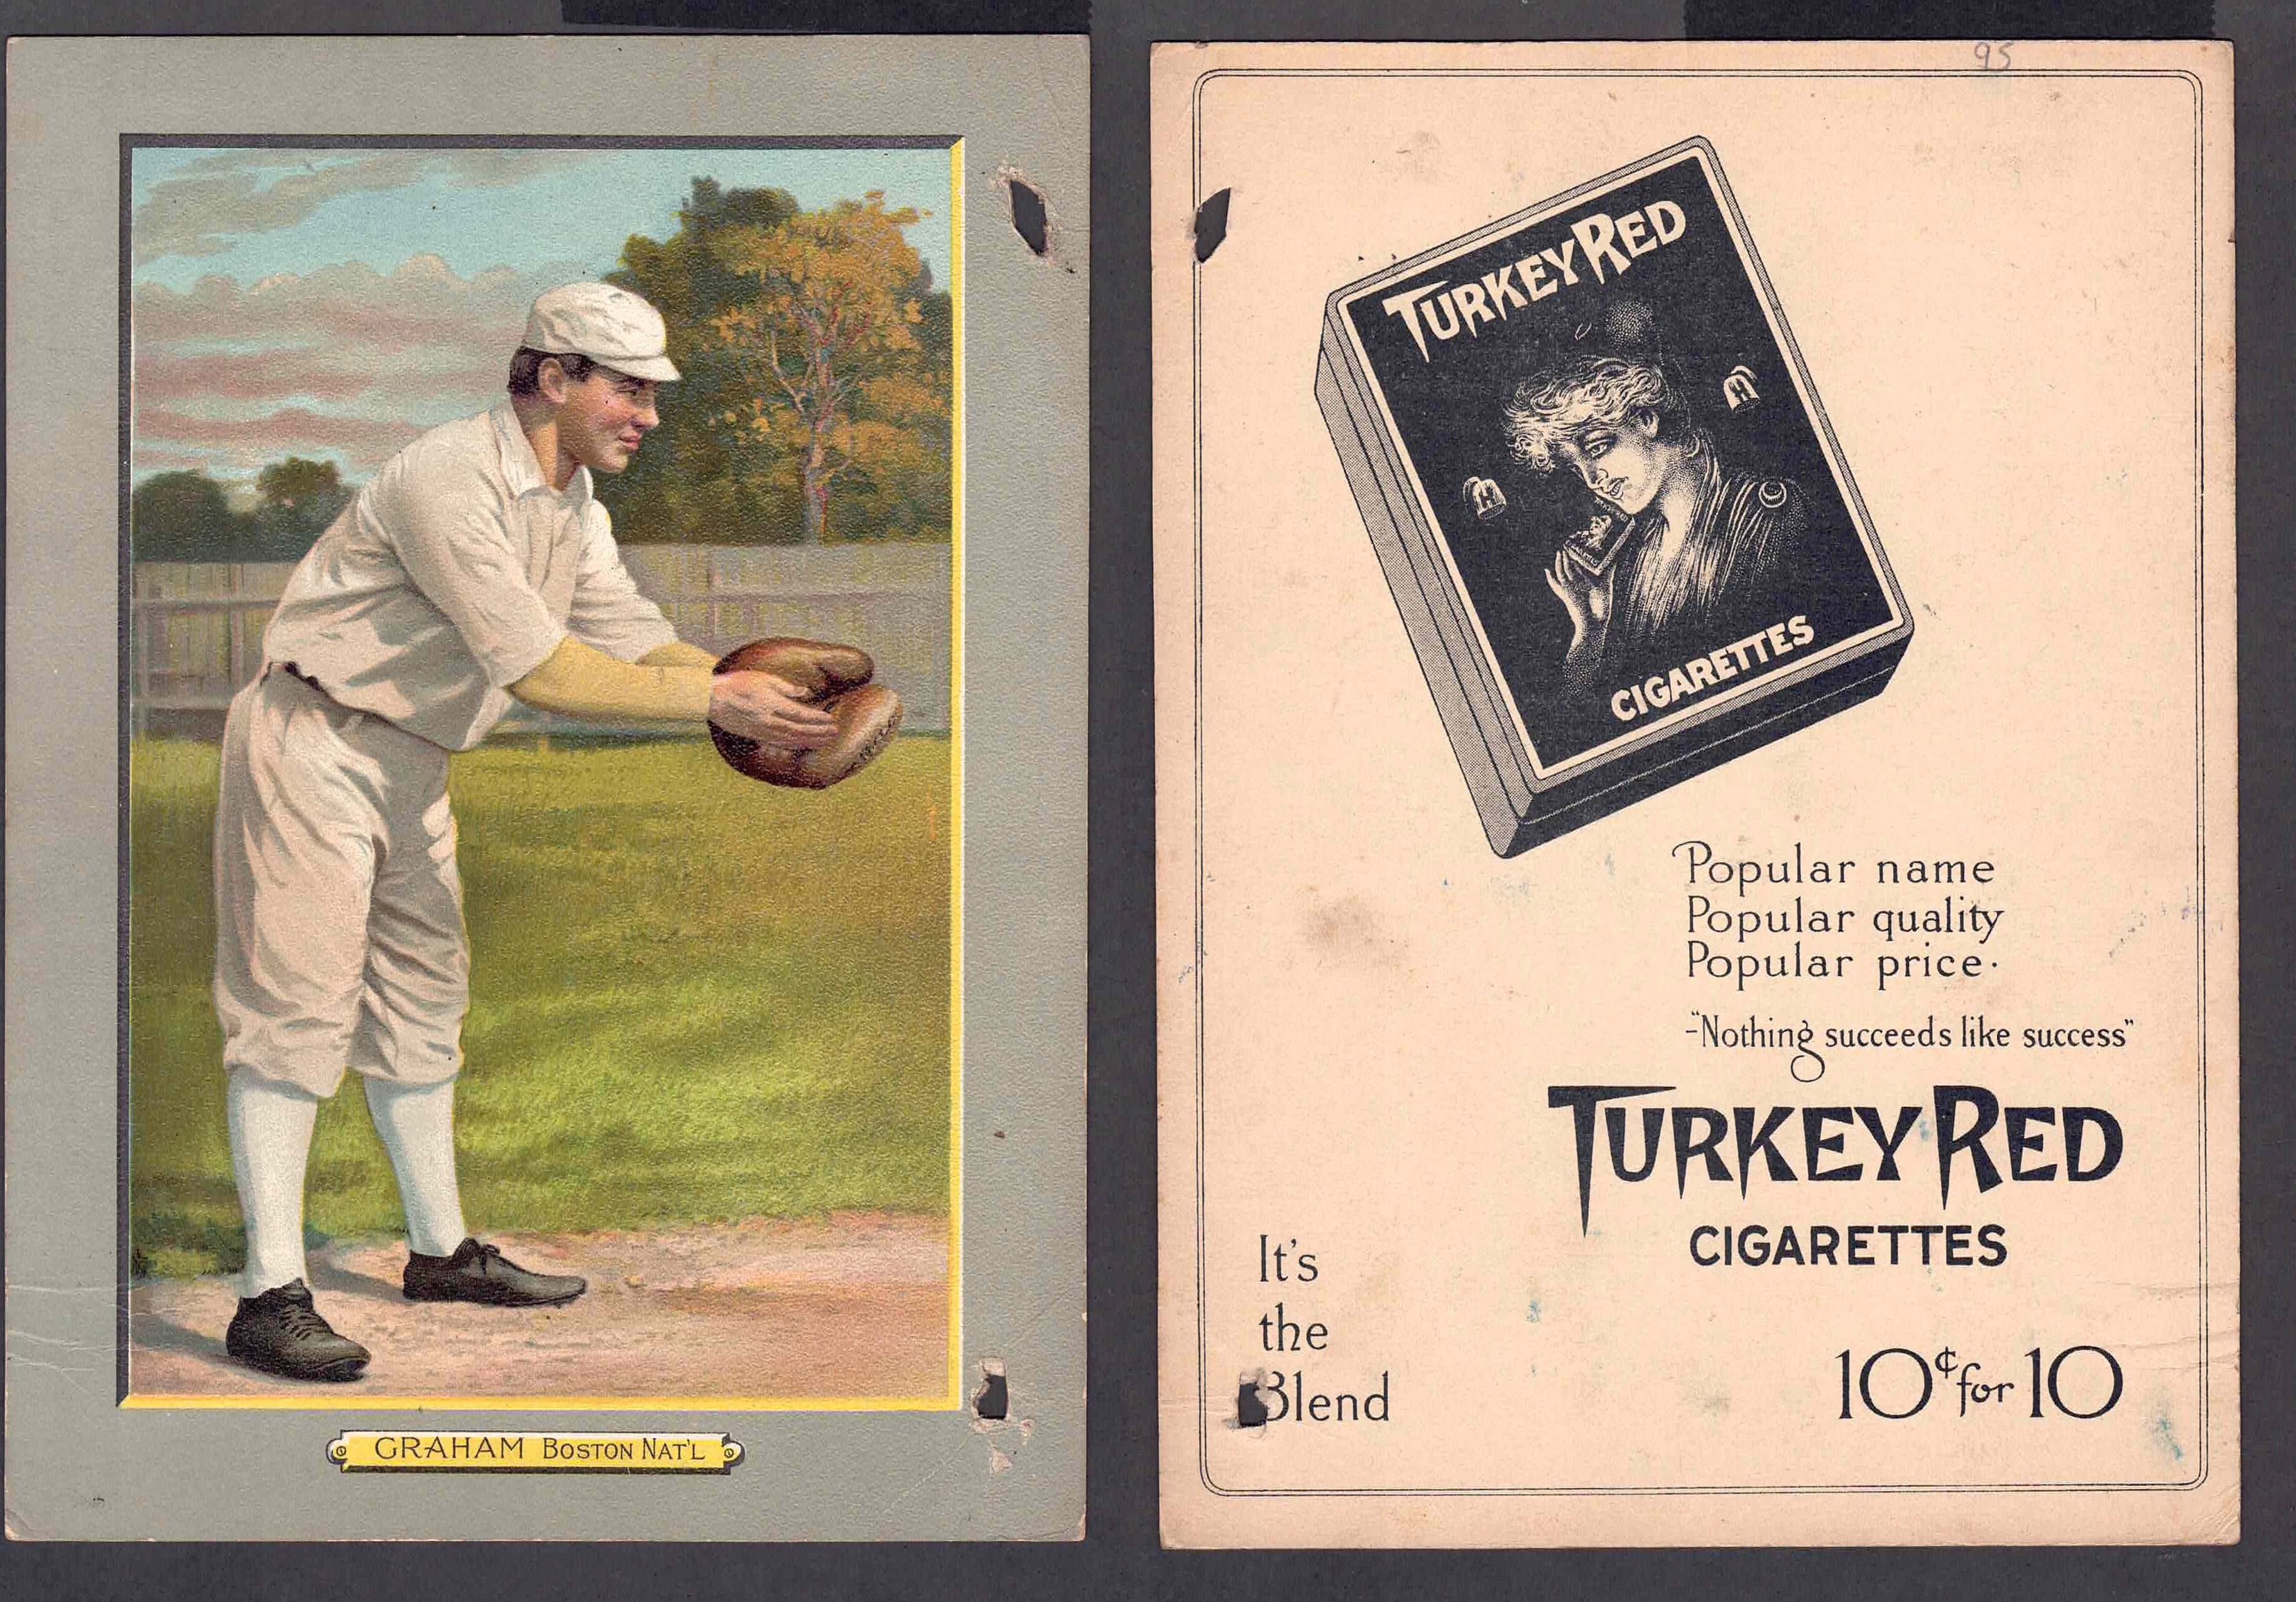 GRAHAM BOSTON NAT'L
95
TURKEY RED
CIGARETTES
Popular name
Popular quality
Popular price.
-"Nothing succeeds like success"
TURKEY RED
CIGARETTES
It's
the
Blend
10¢ for 10